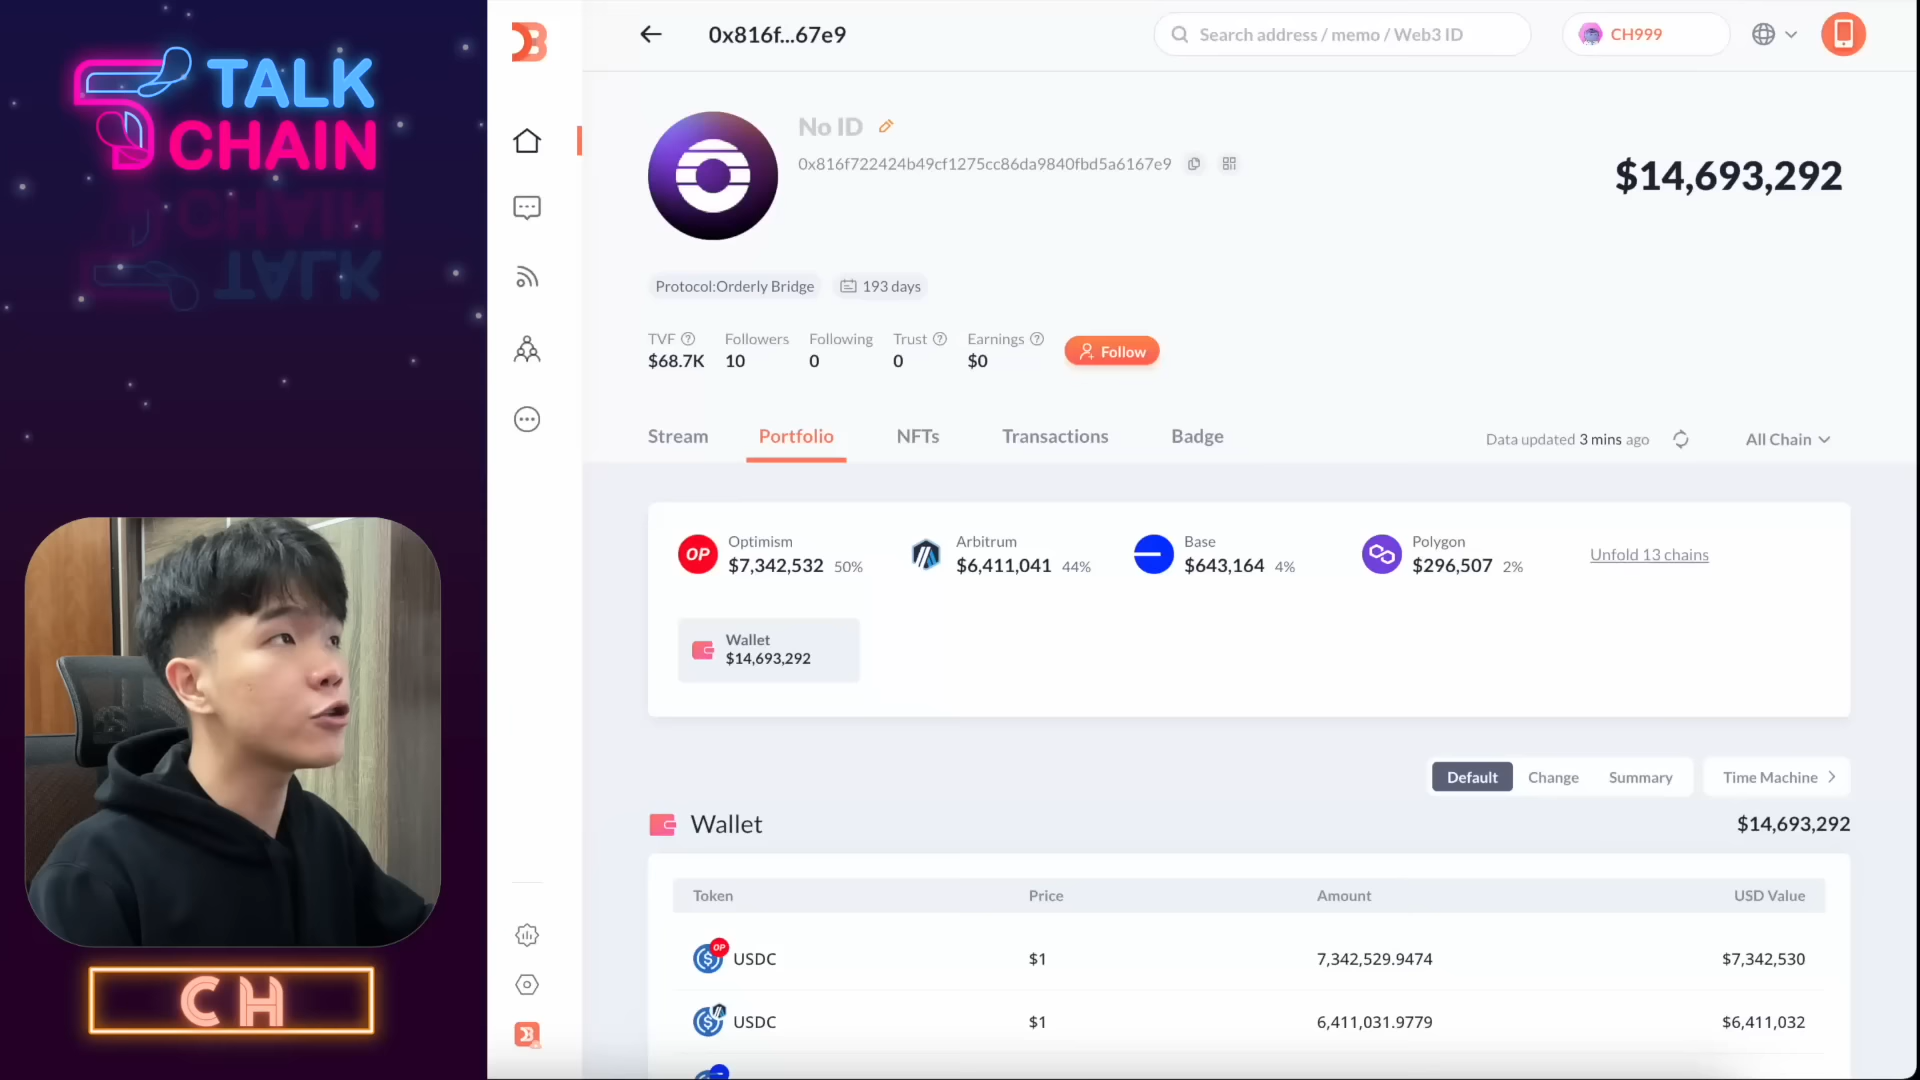 TALK
CHAIN
CH
0x816f...67e9
Search address / memo / Web3 ID
CH999
No ID
0x816f722424b49cf1275cc86da9840fbd5a6167e9
$14,693,292
Protocol:Orderly Bridge
193 days
TVF
Followers
Following
Trust
Earnings
$68.7K
10
0
0
$0
Follow
Stream
Portfolio
NFTs
Transactions
Badge
Data updated 3 mins ago
All Chain
OP
Optimism
$7,342,532 50%
Arbitrum
$6,411,041 44%
Base
$643,164 4%
Polygon
$296,507 2%
Unfold 13 chains
Wallet
$14,693,292
Default
Change
Summary
Time Machine
Wallet
$14,693,292
Token Price Amount USD Value
OP
USDC $1 7,342,529.9474 $7,342,530
USDC $1 6,411,031.9779 $6,411,032